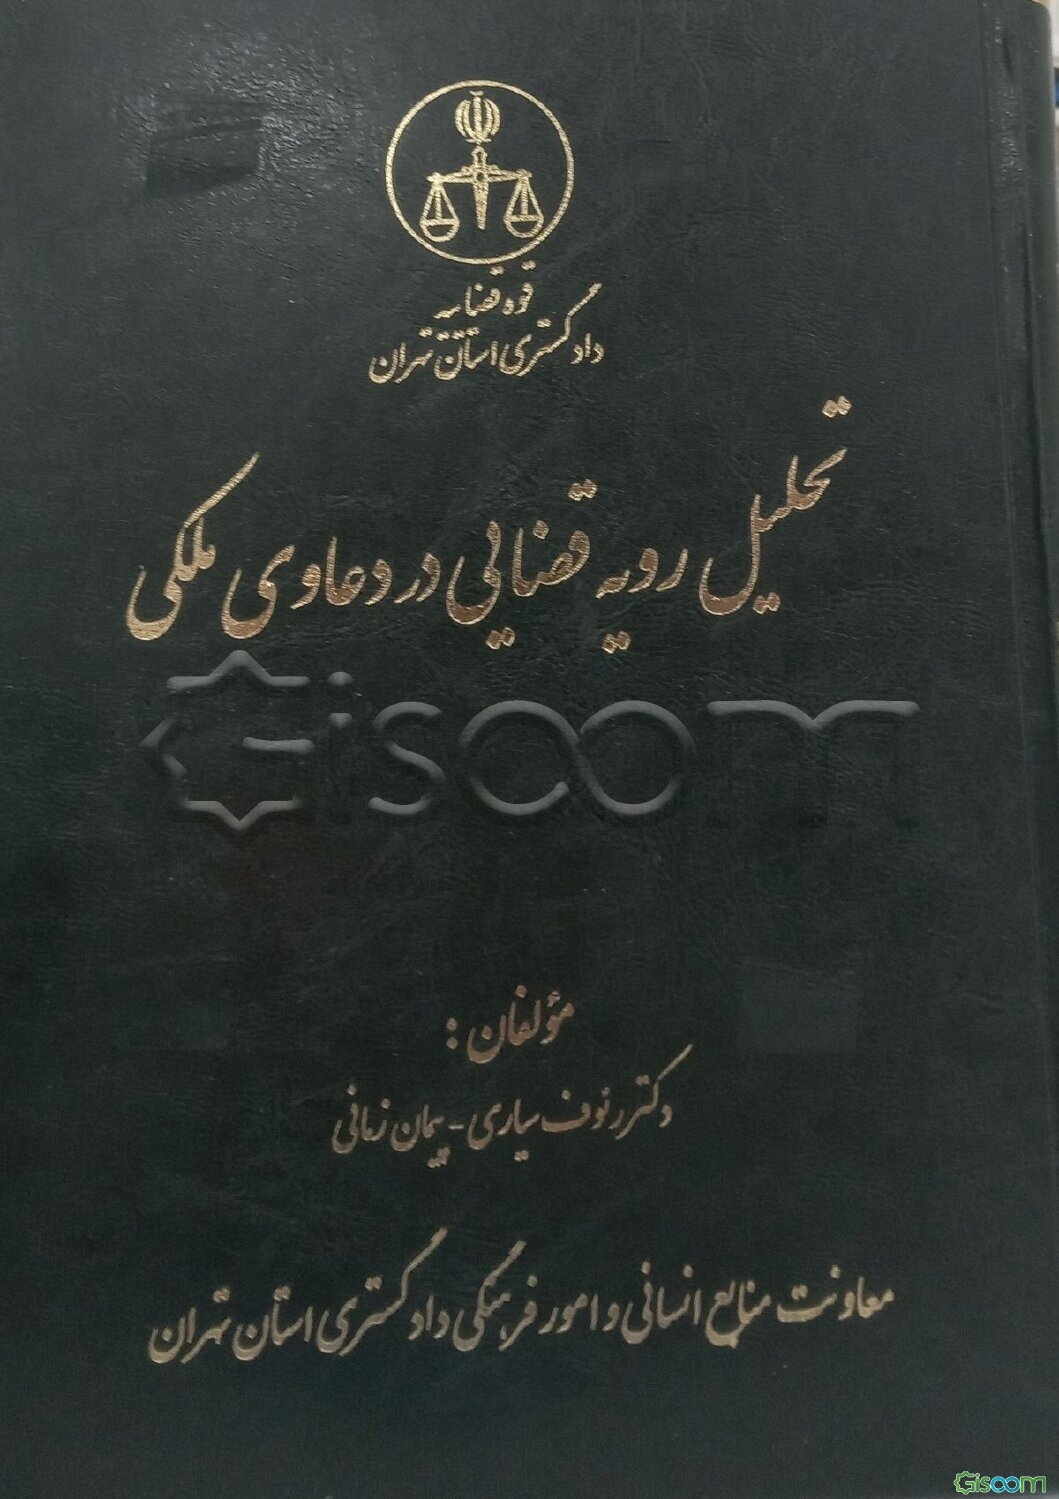 قوه قضاییه
دادگستری استان تهران
تحلیل رویه قضایی در دعاوی ملکی
Gisoom
مؤلفان :
دکتر رئوف سیاری - پیمان زمانی
معاونت منابع انسانی و امور فرهنگی دادگستری استان تهران
Gisoom